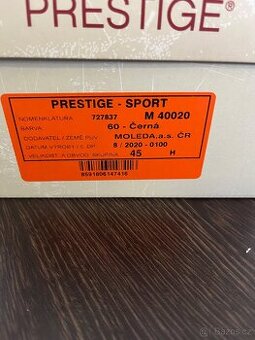 PRESTIGE®
PRESTIGE - SPORT
NOMENKLATURA 727837 M 40020
BARVA 60 - Černá
DODAVATEL / ZEMĚ PŮV MOLEDA,a.s. ČR
DATUM VÝROBY / Č. DP. 8 / 2020 - 0100
VELIKOST A OBVOD. SKUPINA 45 H
8591806147416